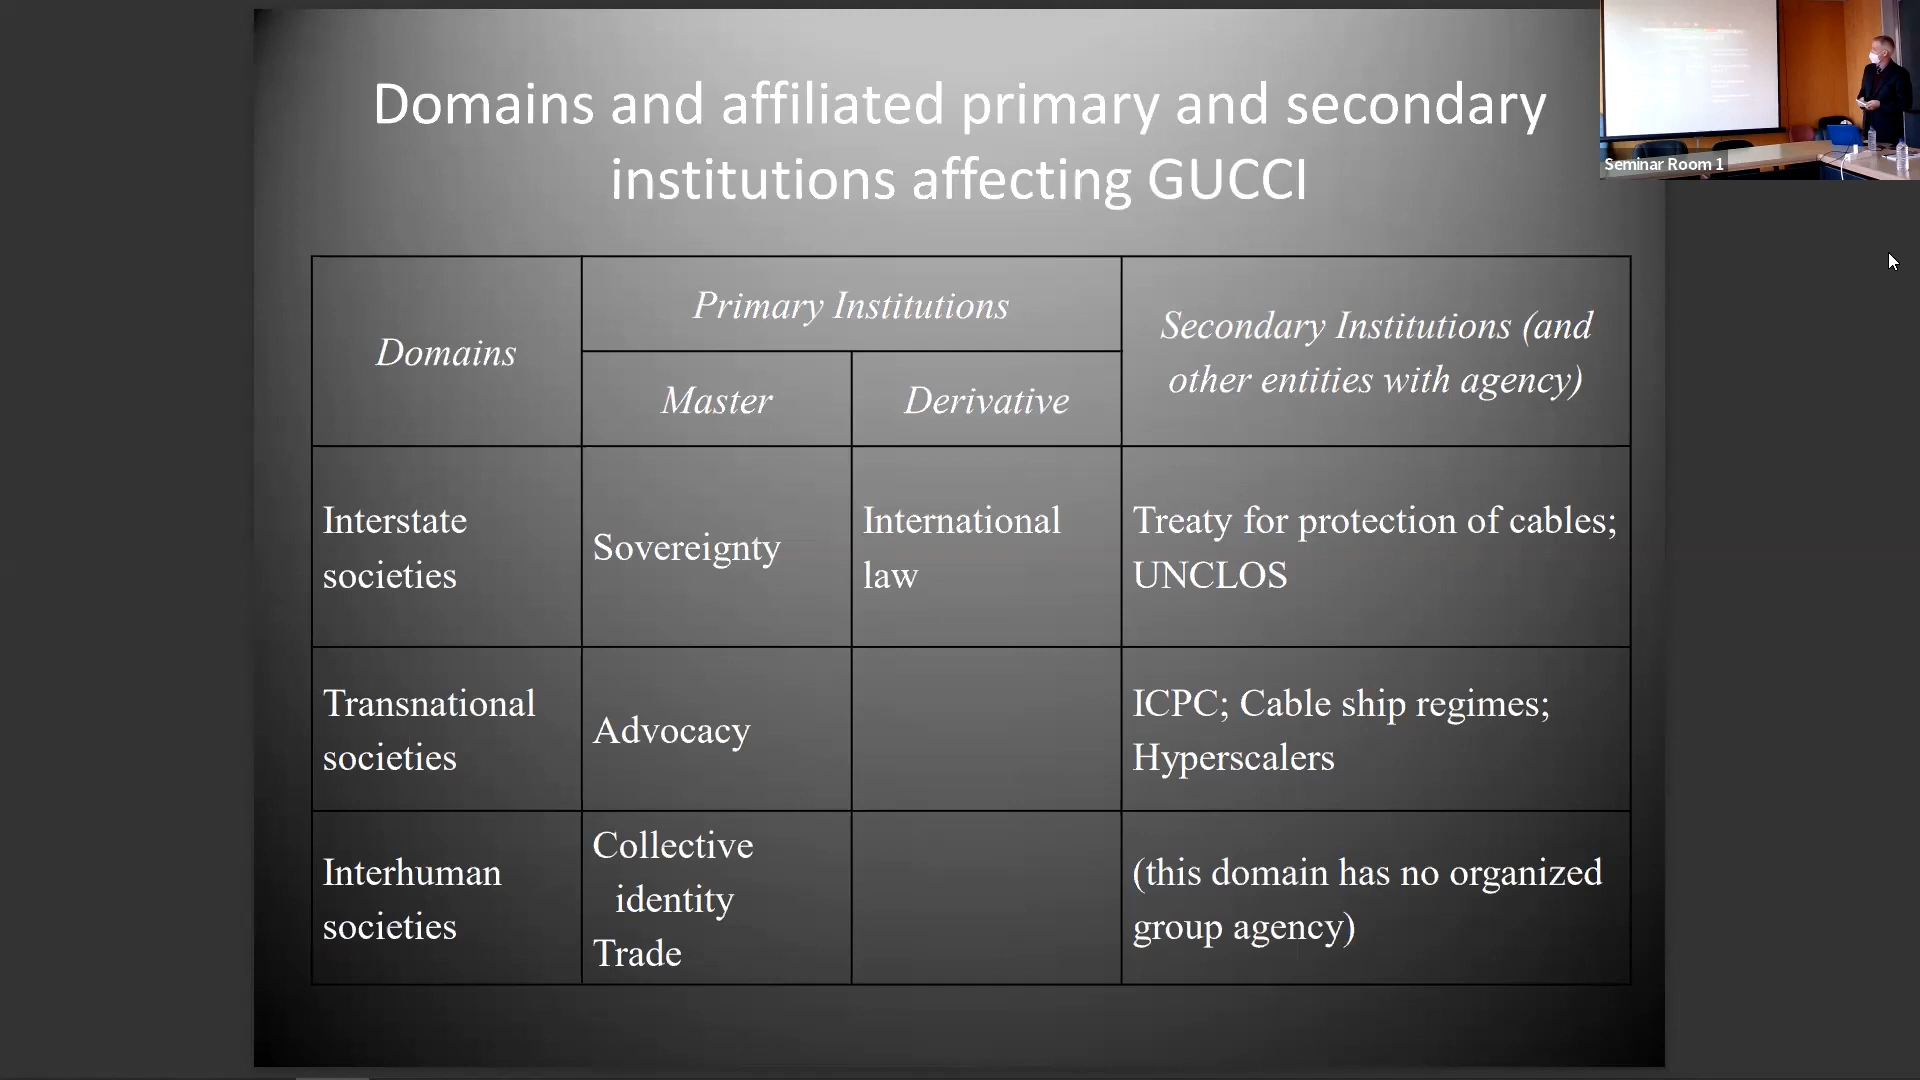 Domains and affiliated primary and secondary
institutions affecting GUCCI
Seminar Room 1
Domains
Primary Institutions
Secondary Institutions (and
other entities with agency)
Master
Derivative
Interstate
societies
Sovereignty
International
law
Treaty for protection of cables;
UNCLOS
Transnational
societies
Advocacy
ICPC; Cable ship regimes;
Hyperscalers
Interhuman
societies
Collective
identity
Trade
(this domain has no organized
group agency)